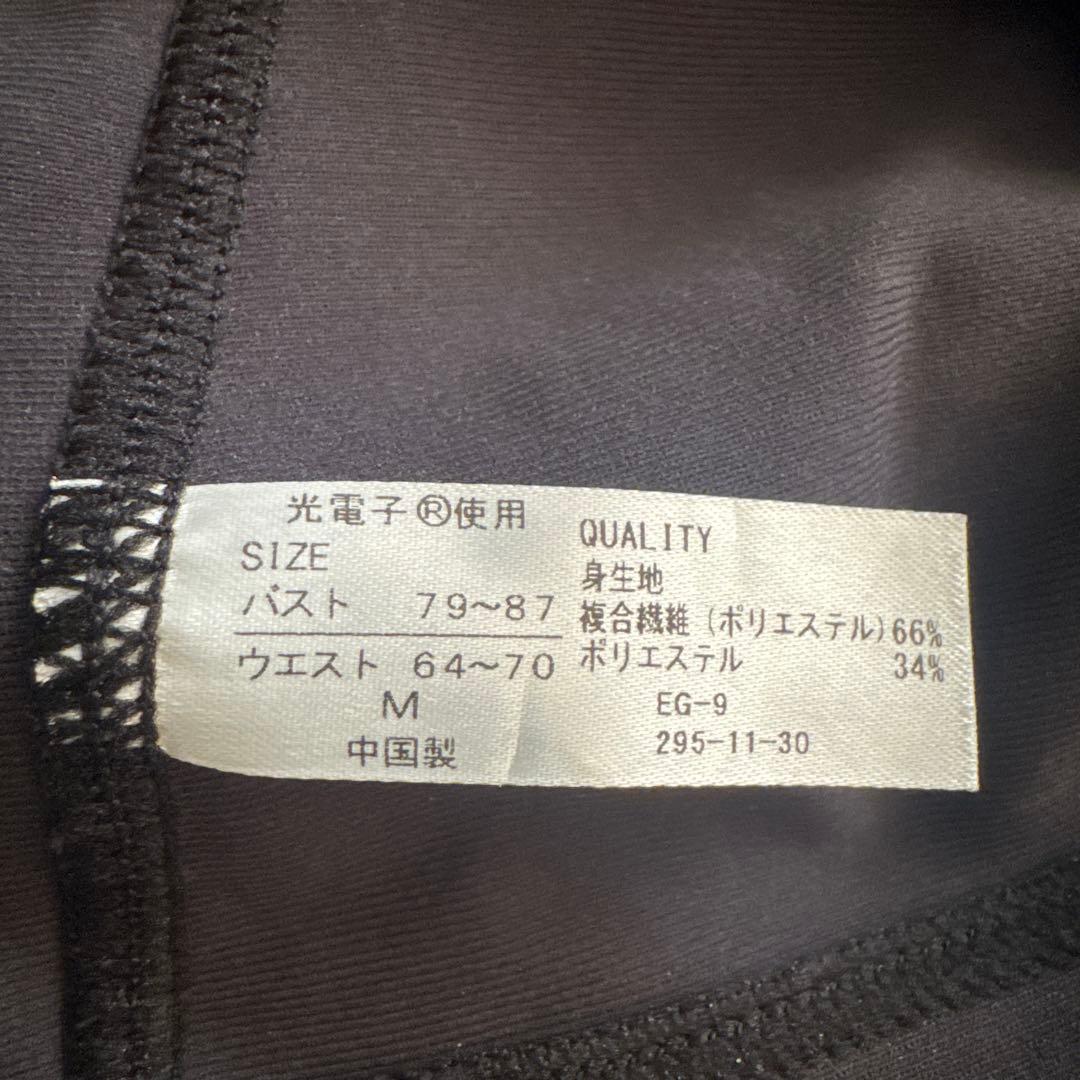 光電子®使用
SIZE
バスト 79~87
ウエスト 64~70
M
中国製
QUALITY
身生地
複合繊維(ポリエステル)66%
ポリエステル 34%
EG-9
295-11-30